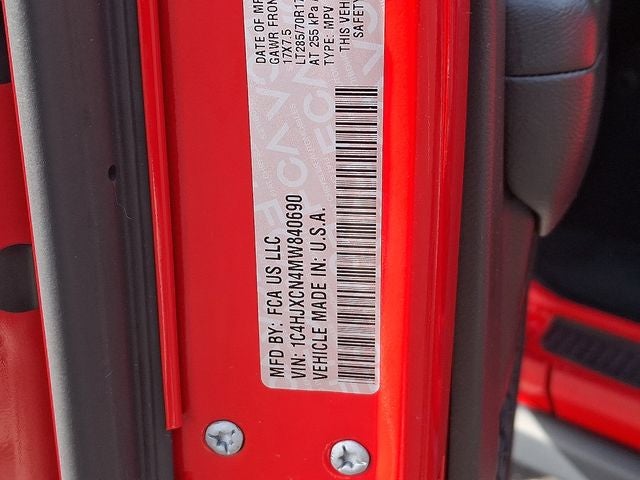 MFD BY: FCA US LLC
VIN: 1C4HJXCN4MW840690
VEHICLE MADE IN: U.S.A.
DATE OF MF
GAWR FRON
17X7.5
LT285/70R17
AT 255 kPa
TYPE: MPV
THIS VEH
SAFETY